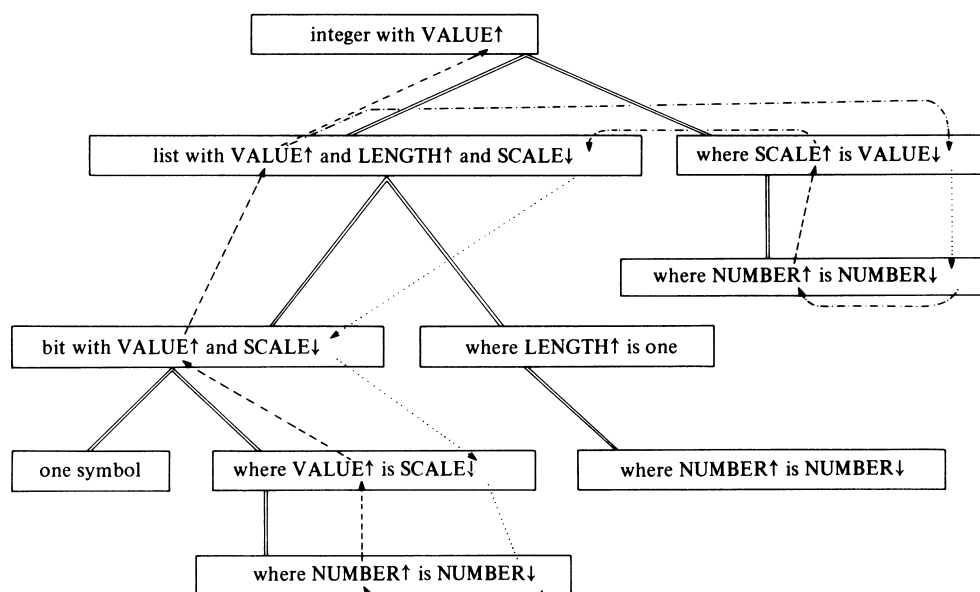 integer with VALUE↑
list with VALUE↑ and LENGTH↑ and SCALE↓
where SCALE↑ is VALUE↓
where NUMBER↑ is NUMBER↓
bit with VALUE↑ and SCALE↓
where LENGTH↑ is one
one symbol
where VALUE↑ is SCALE↓
where NUMBER↑ is NUMBER↓
where NUMBER↑ is NUMBER↓